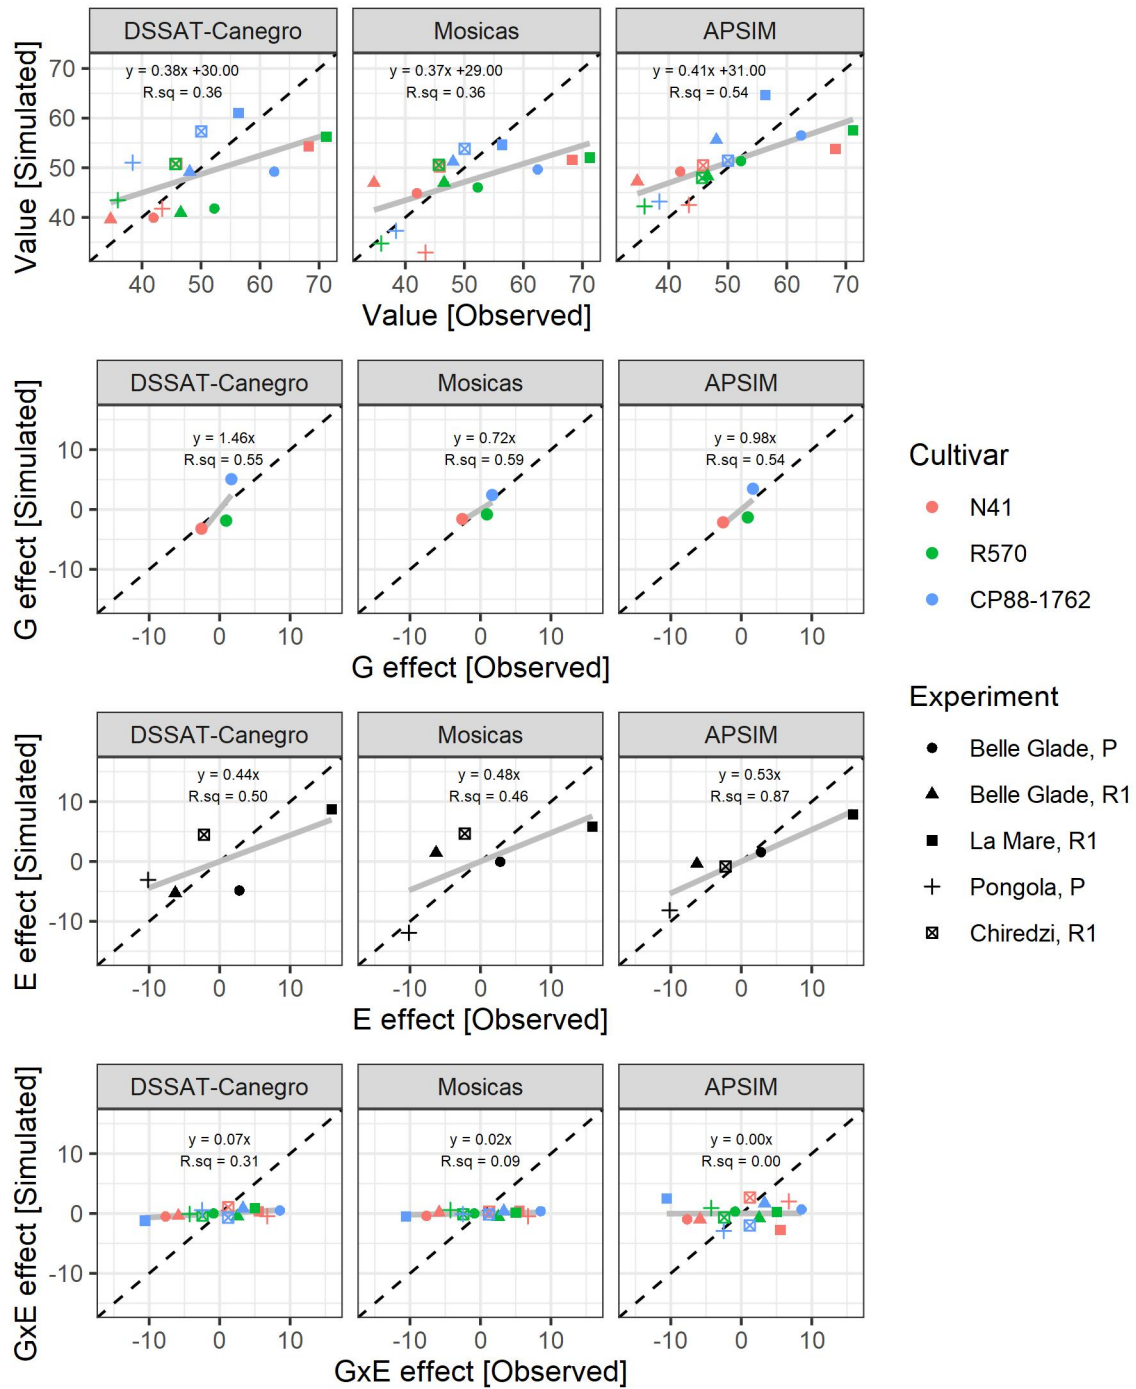 DSSAT-Canegro Mosicas APSIM
Value [Simulated]
70
60
50
40
y = 0.38x +30.00
R.sq = 0.36
y = 0.37x +29.00
R.sq = 0.36
y = 0.41x +31.00
R.sq = 0.54
40 50 60 70 40 50 60 70 40 50 60 70
Value [Observed]
DSSAT-Canegro Mosicas APSIM
G effect [Simulated]
10
0
-10
y = 1.46x
R.sq = 0.55
y = 0.72x
R.sq = 0.59
y = 0.98x
R.sq = 0.54
-10 0 10 -10 0 10 -10 0 10
G effect [Observed]
DSSAT-Canegro Mosicas APSIM
E effect [Simulated]
10
0
-10
y = 0.44x
R.sq = 0.50
y = 0.48x
R.sq = 0.46
y = 0.53x
R.sq = 0.87
-10 0 10 -10 0 10 -10 0 10
E effect [Observed]
DSSAT-Canegro Mosicas APSIM
GxE effect [Simulated]
10
0
-10
y = 0.07x
R.sq = 0.31
y = 0.02x
R.sq = 0.09
y = 0.00x
R.sq = 0.00
-10 0 10 -10 0 10 -10 0 10
GxE effect [Observed]
Cultivar
N41
R570
CP88-1762
Experiment
Belle Glade, P
Belle Glade, R1
La Mare, R1
Pongola, P
Chiredzi, R1